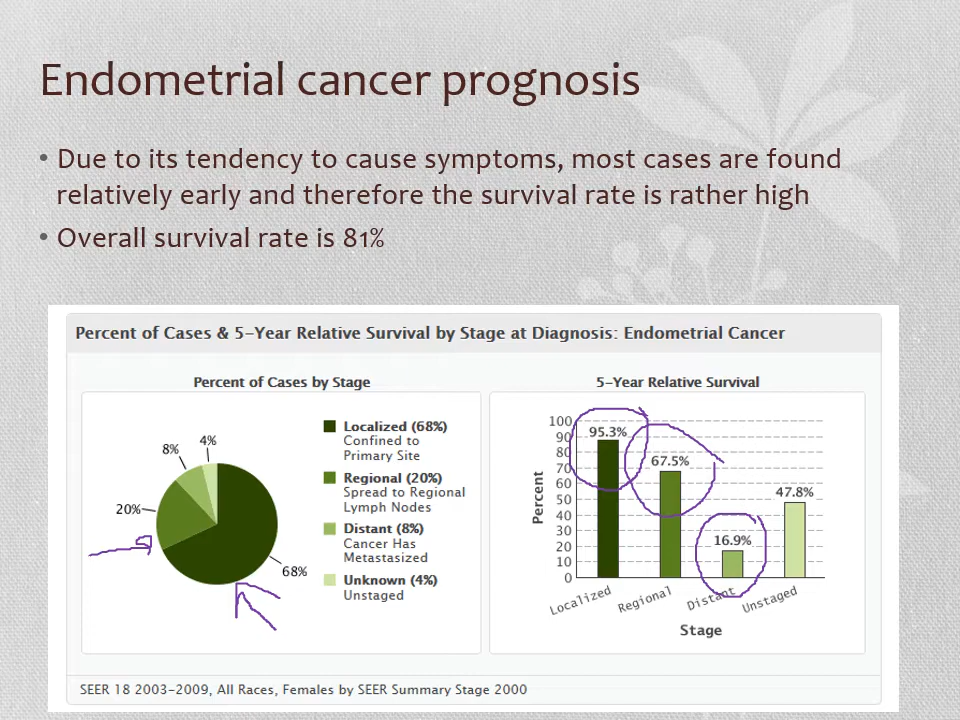 Endometrial cancer prognosis
• Due to its tendency to cause symptoms, most cases are found
relatively early and therefore the survival rate is rather high
• Overall survival rate is 81%
Percent of Cases & 5-Year Relative Survival by Stage at Diagnosis: Endometrial Cancer
Percent of Cases by Stage
4%
8%
20%
68%
Localized (68%)
Confined to
Primary Site
Regional (20%)
Spread to Regional
Lymph Nodes
Distant (8%)
Cancer Has
Metastasized
Unknown (4%)
Unstaged
5-Year Relative Survival
Percent
100
90
80
70
60
50
40
30
20
10
0
95.3%
67.5%
16.9%
47.8%
Localized
Regional
Distant
Unstaged
Stage
SEER 18 2003-2009, All Races, Females by SEER Summary Stage 2000